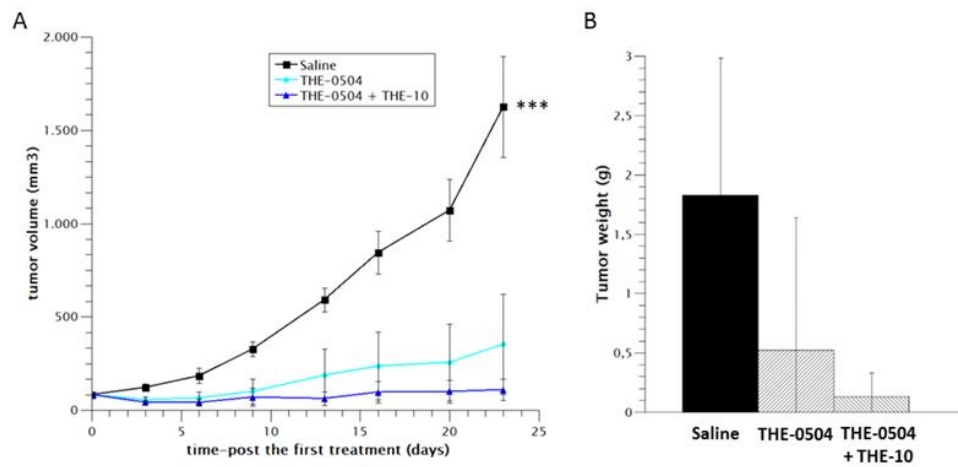 A
2.000
1.500
1.000
500
0
tumor volume (mm3)
Saline
THE-0504
THE-0504 + THE-10
***
0 5 10 15 20 25
time-post the first treatment (days)
B
3
2,5
2
1,5
1
0,5
0
Tumor weight (g)
Saline THE-0504 THE-0504
+ THE-10